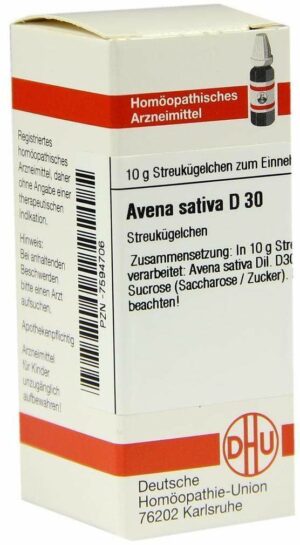 Homöopathisches
Arzneimittel
10 g Streukügelchen zum Einneh
Avena sativa D 30
Streukügelchen
Zusammensetzung: In 10 g Stre
verarbeitet: Avena sativa Dil. D30
Sucrose (Saccharose / Zucker).
beachten!
DHU
Deutsche
Homöopathie-Union
76202 Karlsruhe
Registriertes
homöopathisches
Arzneimittel, daher
ohne Angabe einer
therapeutischen
Indikation.
Hinweis:
Bei anhaltenden
Beschwerden
bitte einen Arzt
aufsuchen.
Apothekenpflichtig
Arzneimittel
für Kinder
unzugänglich
aufbewahren!
PZN -7594706